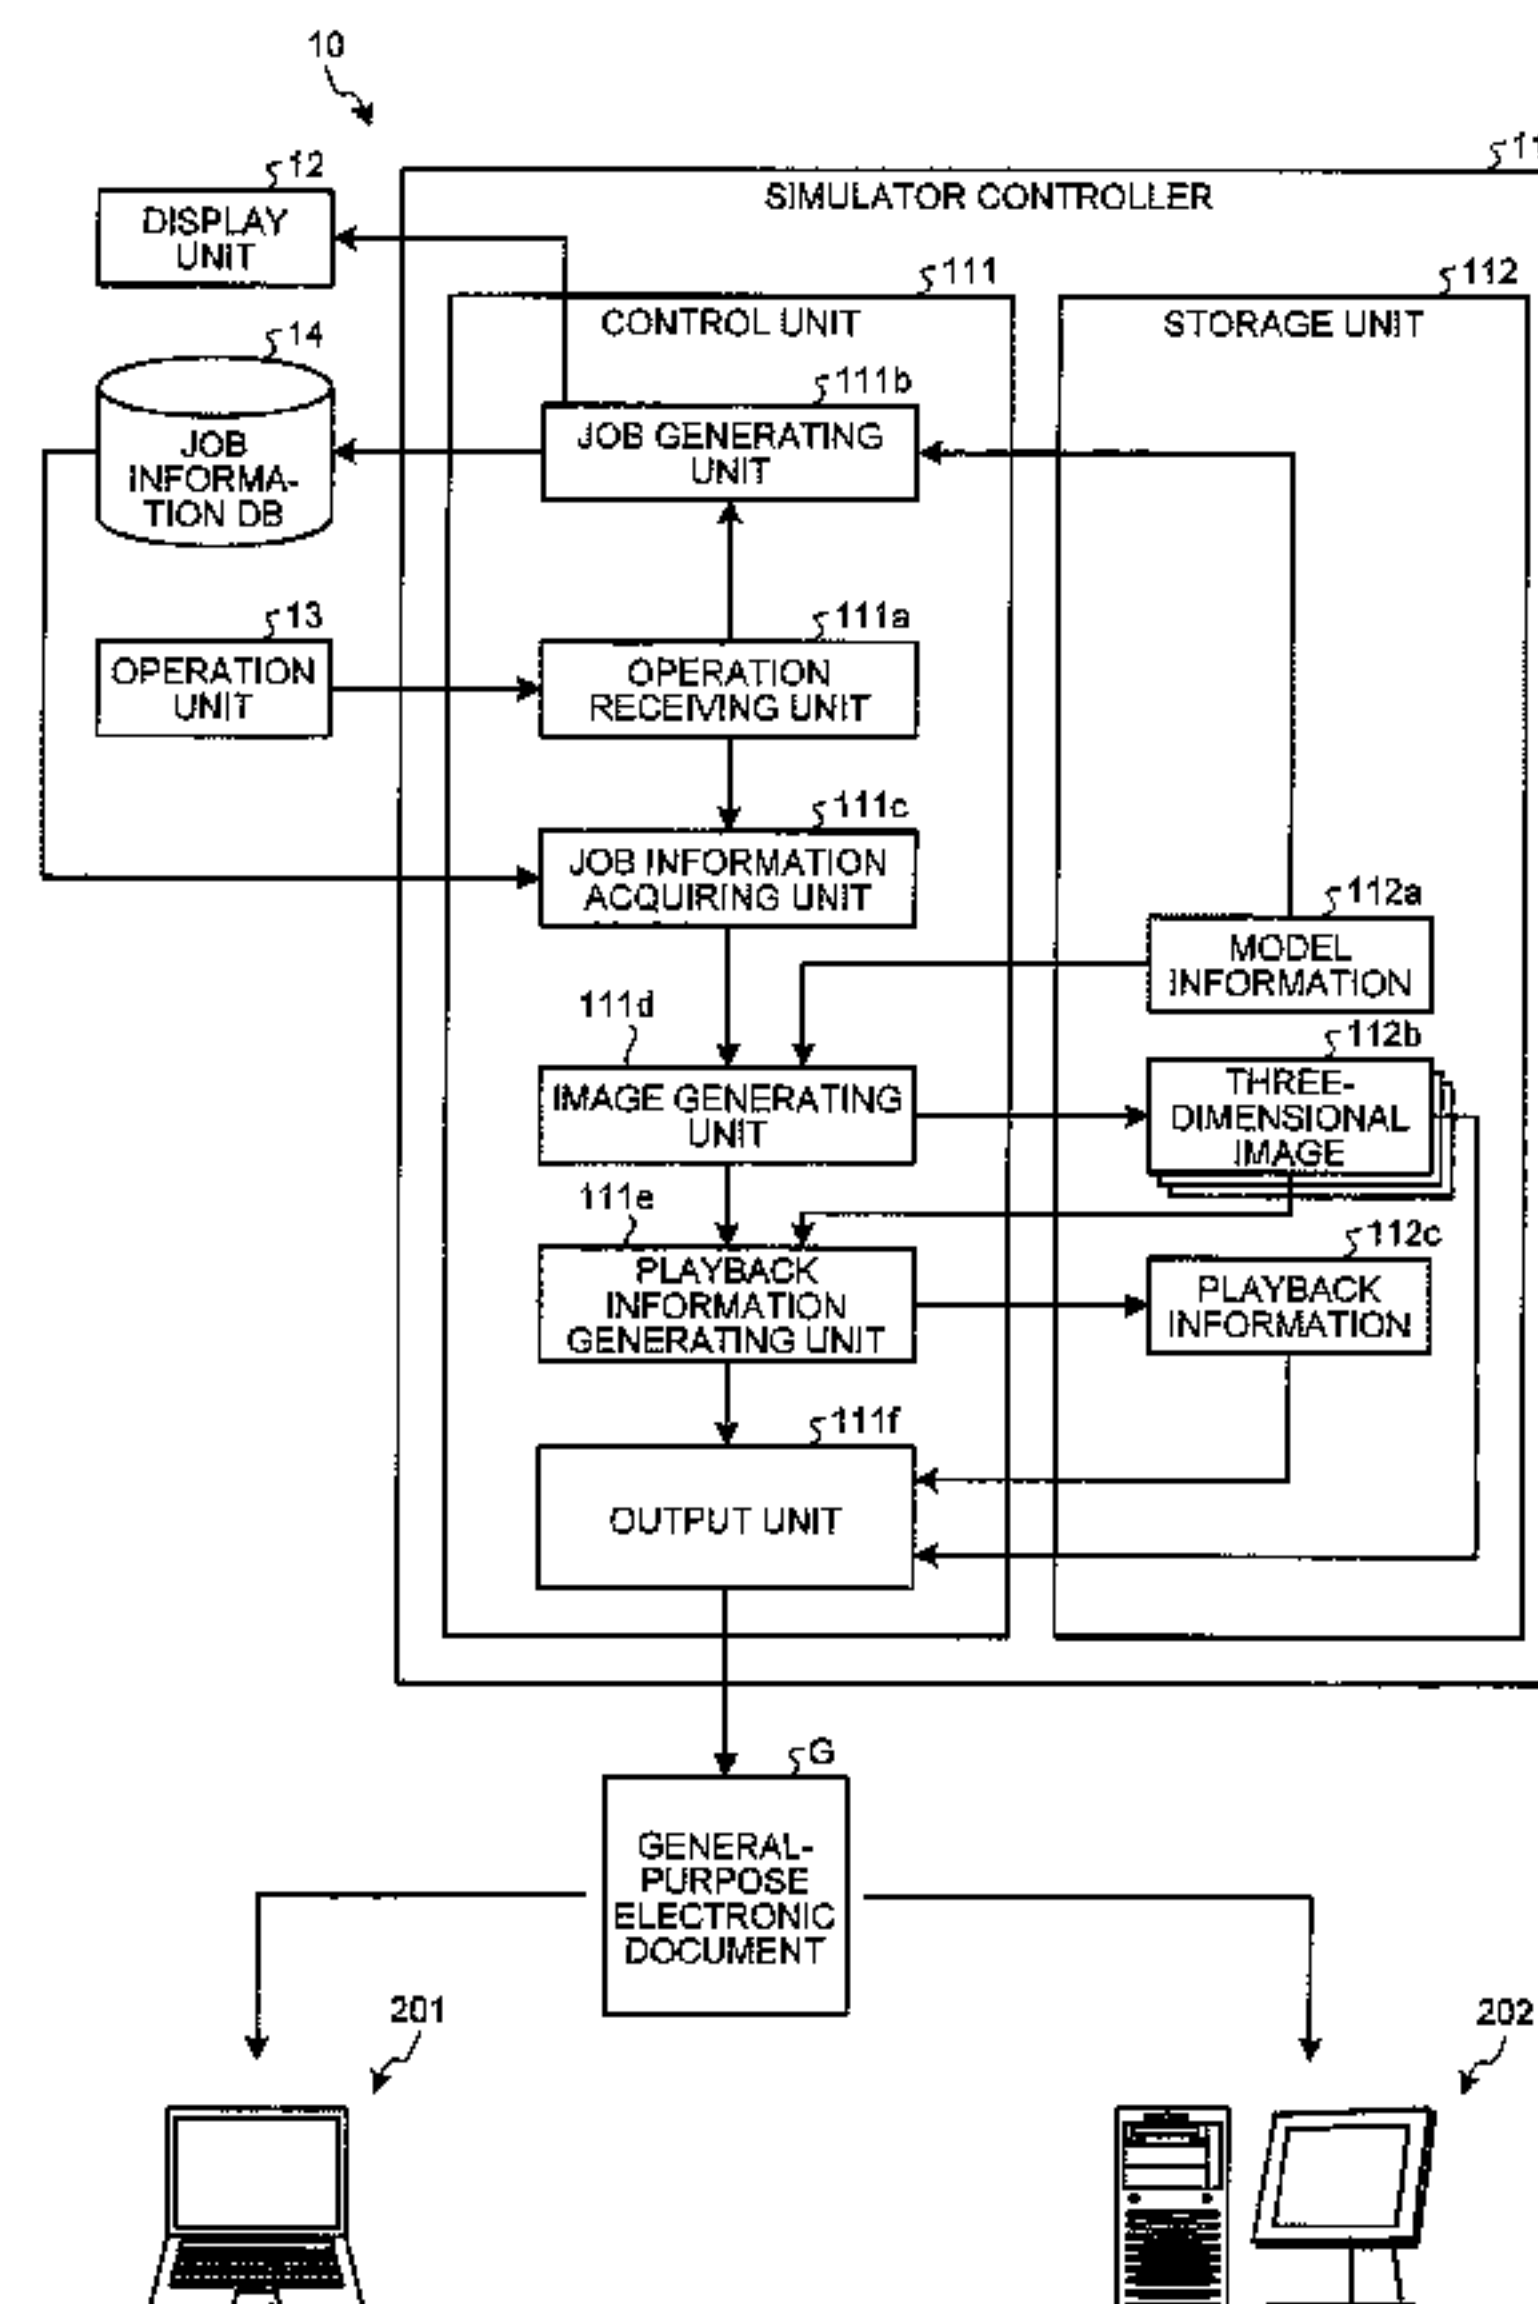 10
11
12
DISPLAY
UNIT
SIMULATOR CONTROLLER
111
CONTROL UNIT
112
STORAGE UNIT
14
JOB
INFORMA-
TION DB
111b
JOB GENERATING
UNIT
13
OPERATION
UNIT
111a
OPERATION
RECEIVING UNIT
111c
JOB INFORMATION
ACQUIRING UNIT
112a
MODEL
INFORMATION
111d
IMAGE GENERATING
UNIT
112b
THREE-
DIMENSIONAL
IMAGE
111e
PLAYBACK
INFORMATION
GENERATING UNIT
112c
PLAYBACK
INFORMATION
111f
OUTPUT UNIT
G
GENERAL-
PURPOSE
ELECTRONIC
DOCUMENT
201
202